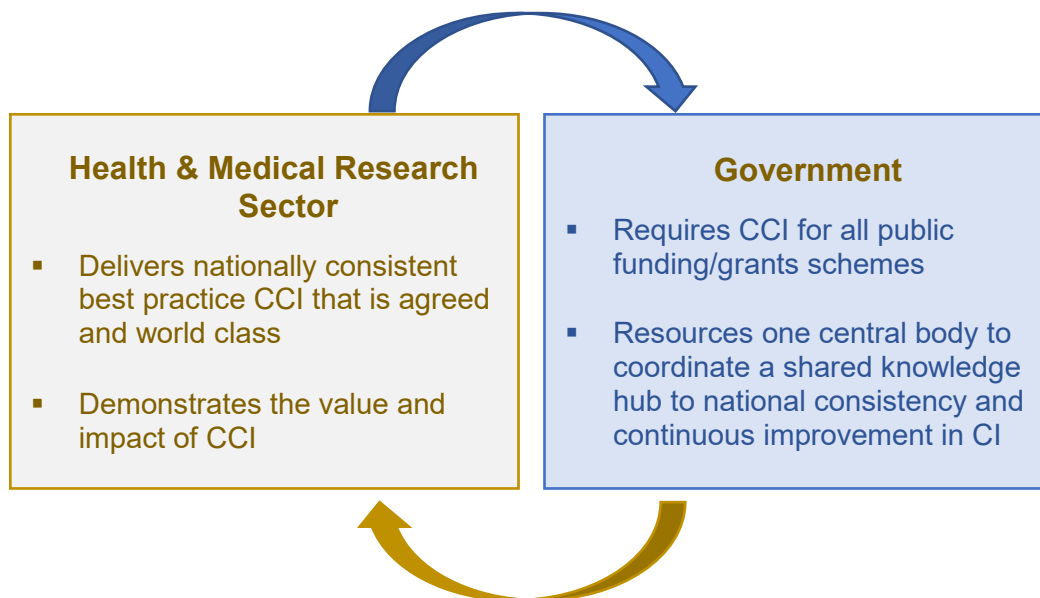 Health & Medical Research
Sector
▪ Delivers nationally consistent
best practice CCI that is agreed
and world class
▪ Demonstrates the value and
impact of CCI
Government
▪ Requires CCI for all public
funding/grants schemes
▪ Resources one central body to
coordinate a shared knowledge
hub to national consistency and
continuous improvement in CI